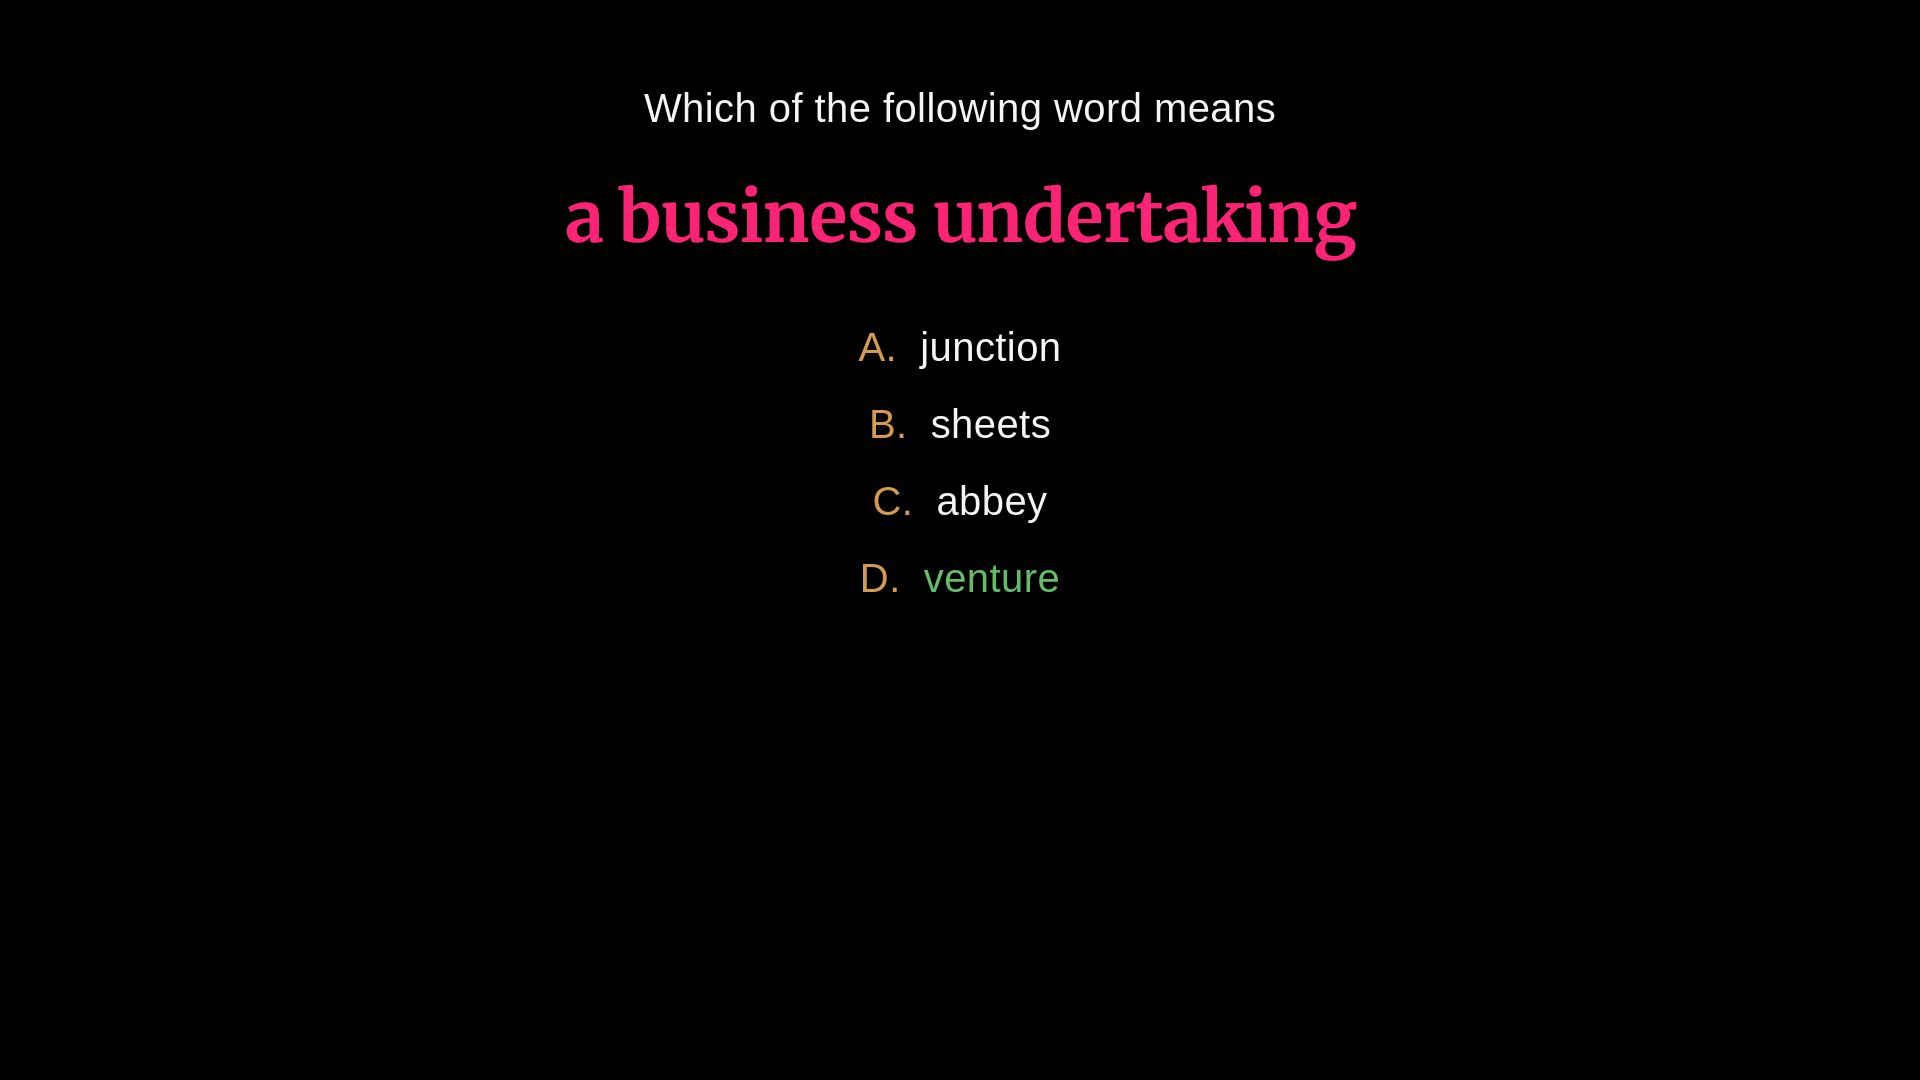 Which of the following word means
a business undertaking
A. junction
B. sheets
C. abbey
D. venture